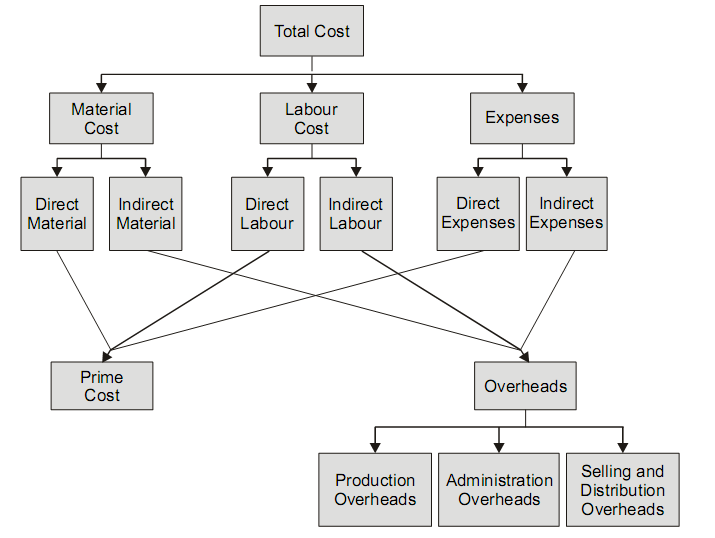 Total Cost
Material
Cost
Labour
Cost
Expenses
Direct
Material
Indirect
Material
Direct
Labour
Indirect
Labour
Direct
Expenses
Indirect
Expenses
Prime
Cost
Overheads
Production
Overheads
Administration
Overheads
Selling and
Distribution
Overheads